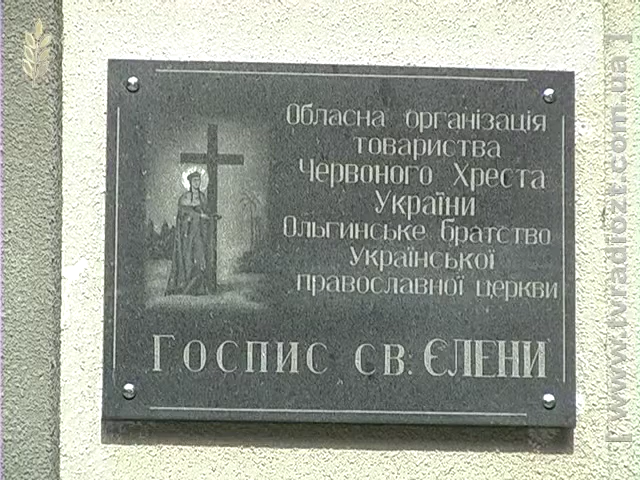 Обласна організація
товариства
Червоного Хреста
України
Ольгинське братство
Української
православної церкви
Госпис св. Єлени
[ www.tvradiozt.com.ua ]